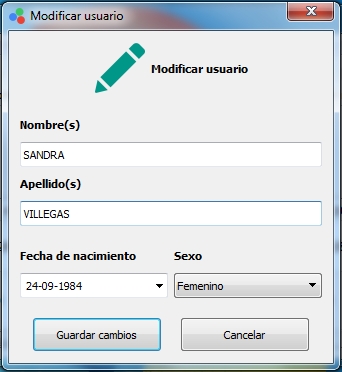 Modificar usuario
Modificar usuario
Nombre(s)
SANDRA
Apellido(s)
VILLEGAS
Fecha de nacimiento Sexo
24-09-1984 Femenino
Guardar cambios Cancelar